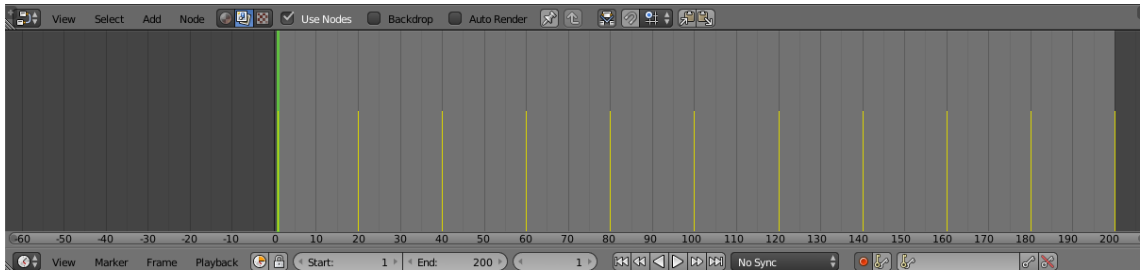 View Select Add Node Use Nodes Backdrop Auto Render
-60 -50 -40 -30 -20 -10 0 10 20 30 40 50 60 70 80 90 100 110 120 130 140 150 160 170 180 190 200
View Marker Frame Playback Start: 1 End: 200 1 No Sync